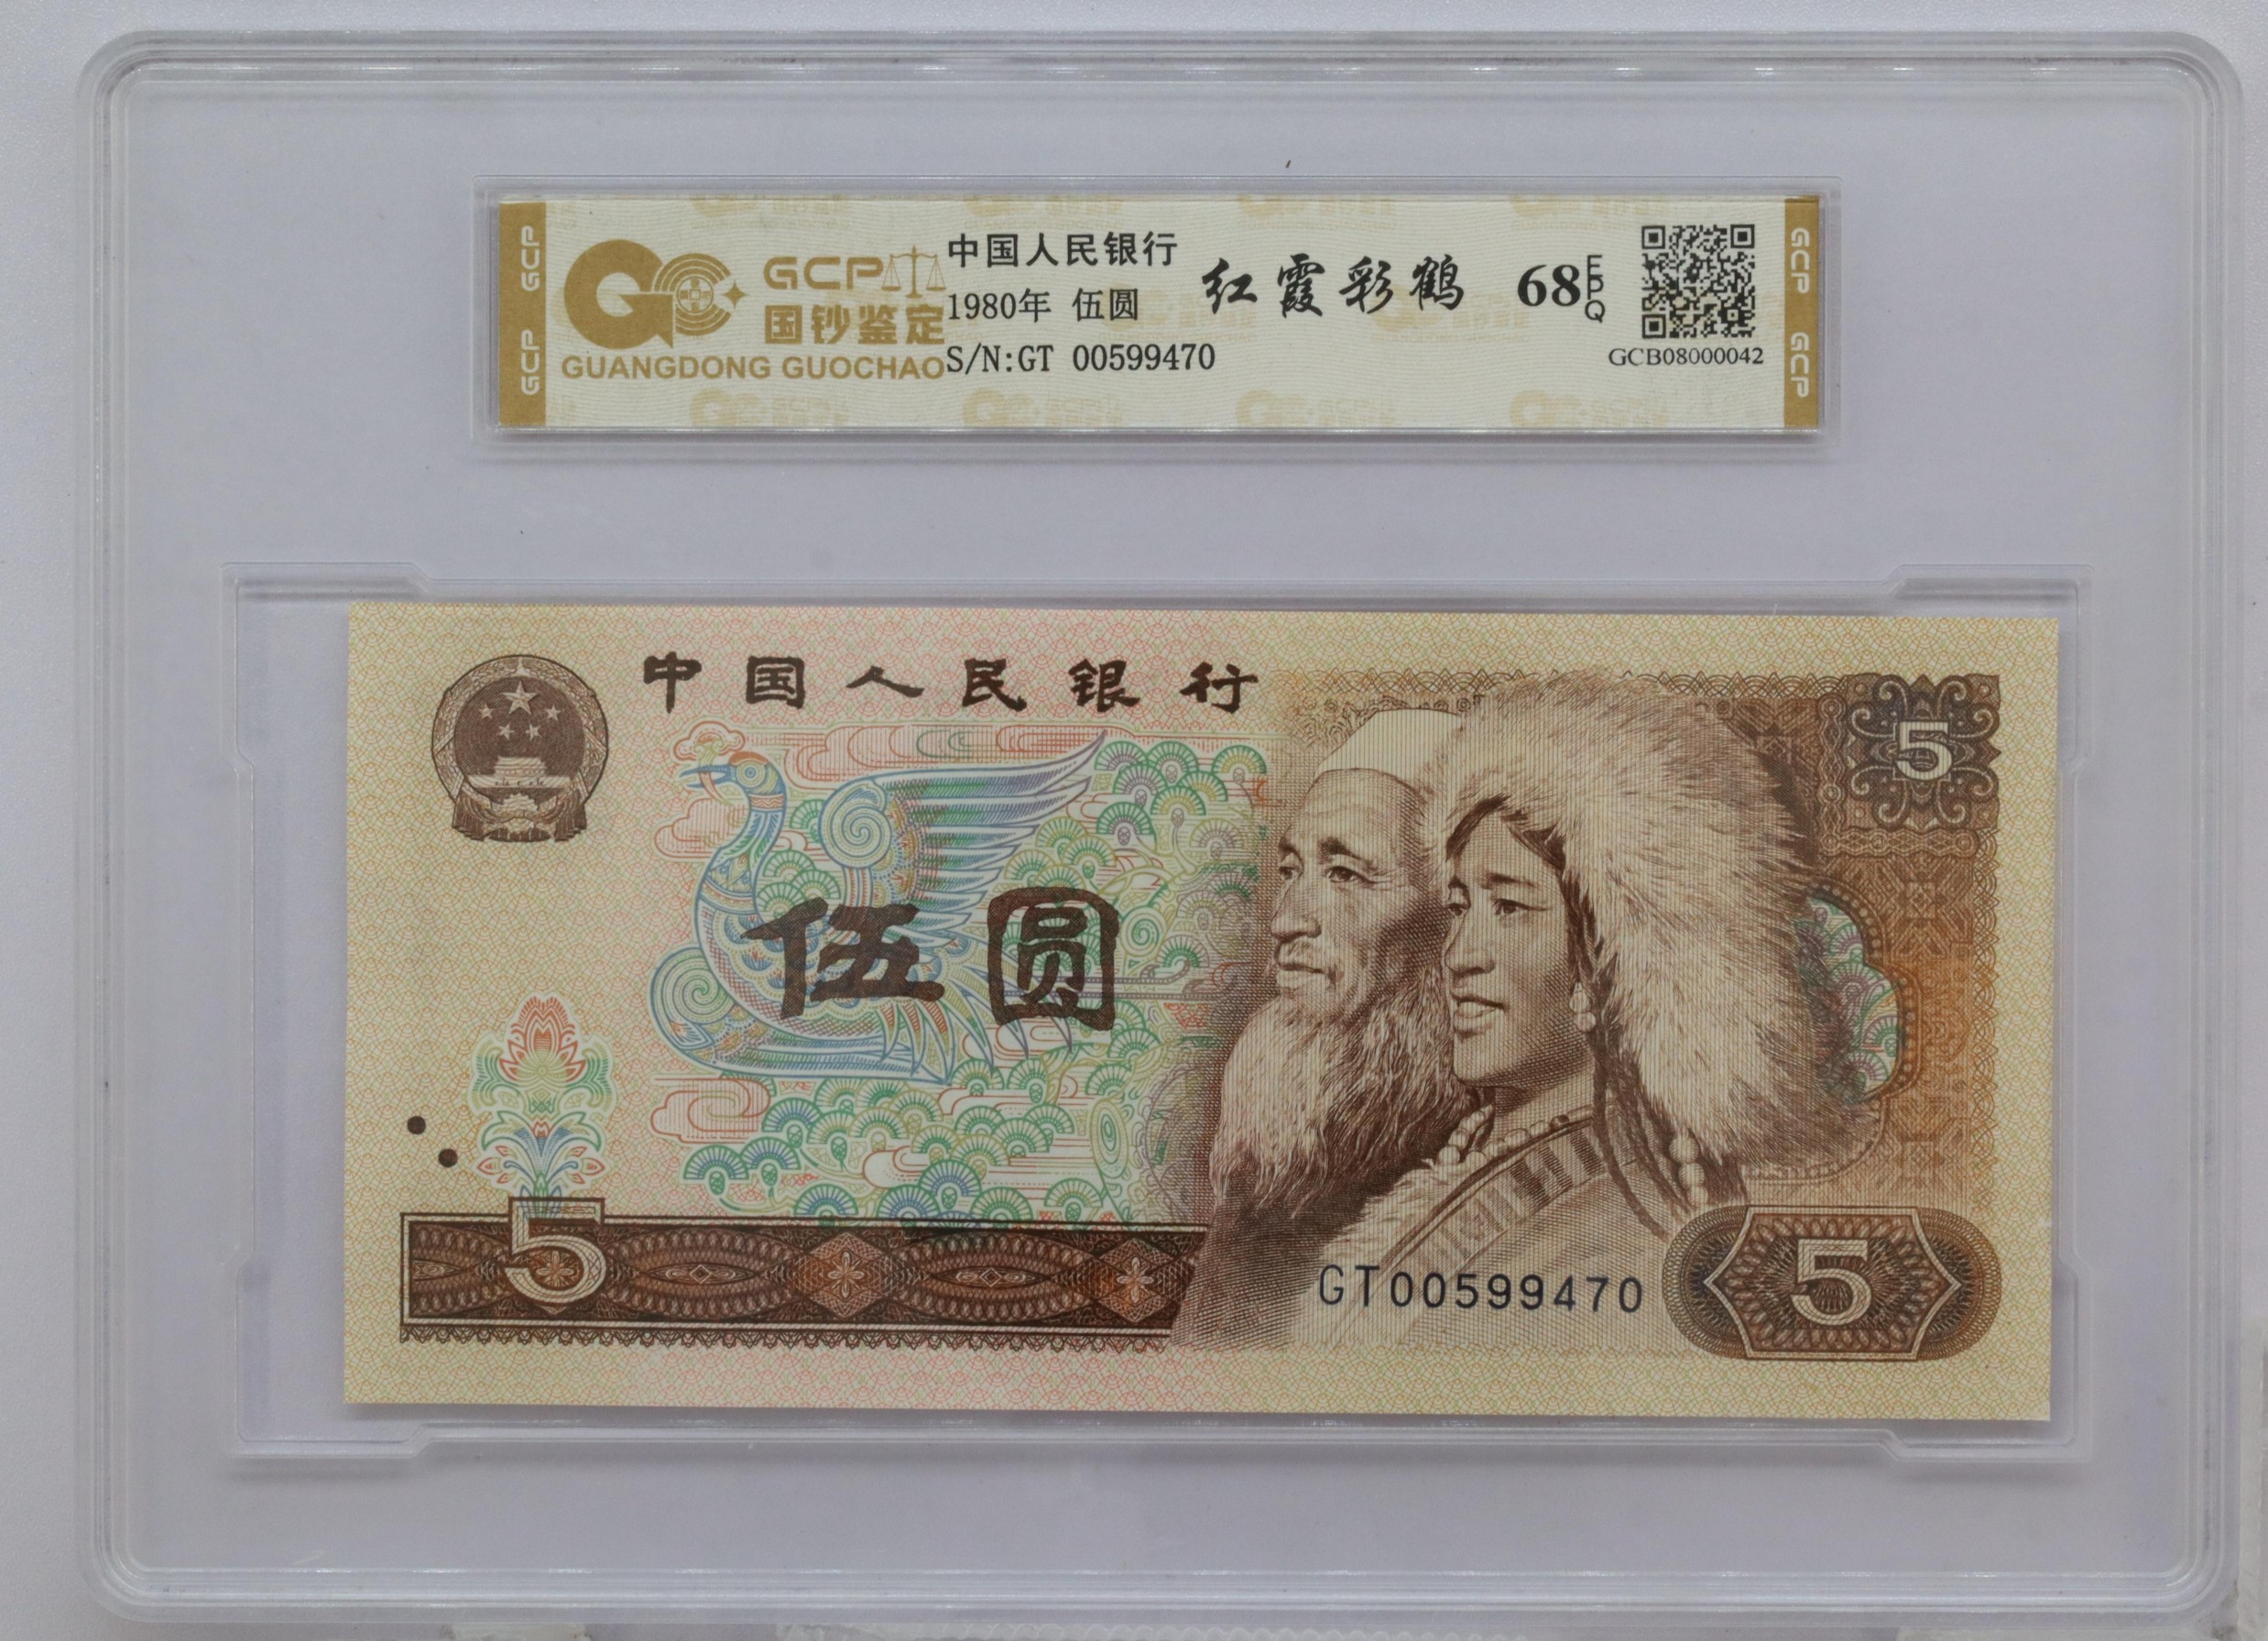 GCP GCP
GCP
国钞鉴定
GUANGDONG GUOCHAO
中国人民银行
1980年 伍圆
S/N:GT 00599470
红霞彩鹤
68
EPQ
GCB08000042
GCP GCP
中国人民银行
5
伍圆
5
GT00599470
5